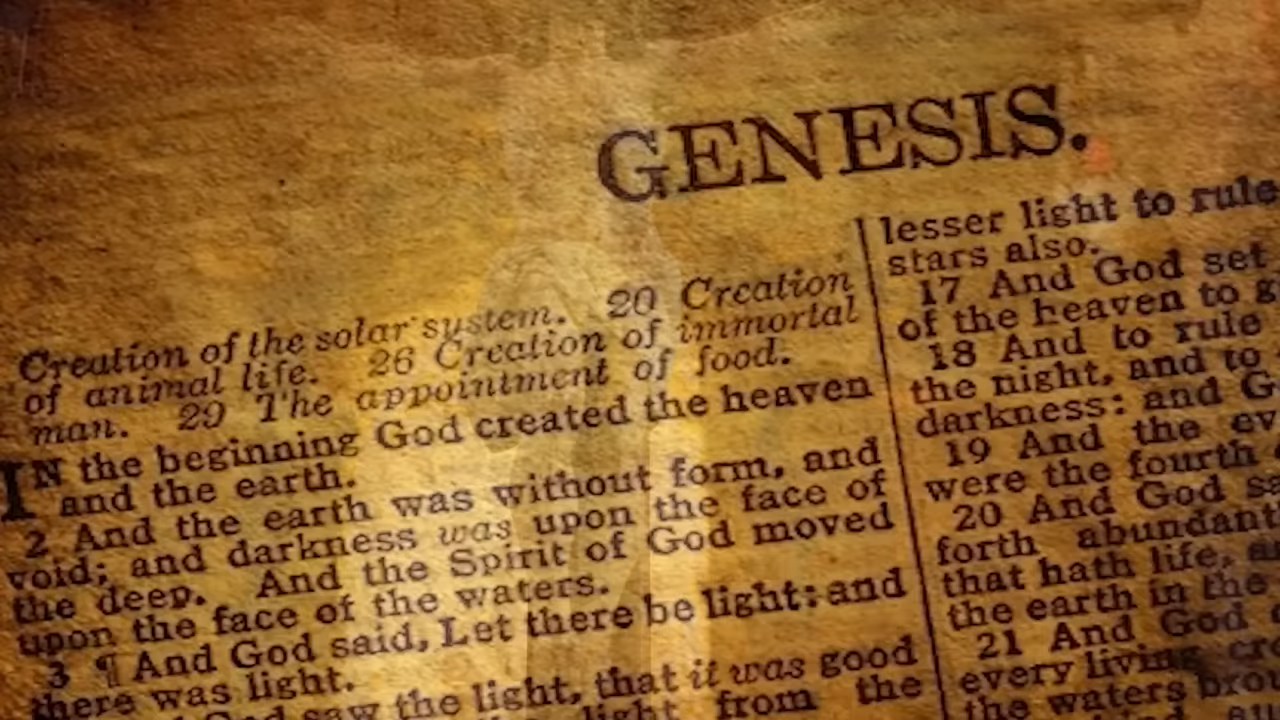 GENESIS.
Creation of the solar system. 20 Creation
of animal life. 26 Creation of immortal
man. 29 The appointment of food.
IN the beginning God created the heaven
and the earth.
2 And the earth was without form, and
void; and darkness was upon the face of
the deep. And the Spirit of God moved
upon the face of the waters.
3 ¶ And God said, Let there be light: and
there was light.
God saw the light, that it was good
light from the
lesser light to rule
stars also.
17 And God set
of the heaven to
18 And to rule
the night, and to
darkness: and
19 And the
were the fourth
20 And God
forth abundant
that hath life,
the earth in the
21 And God
every living
the waters